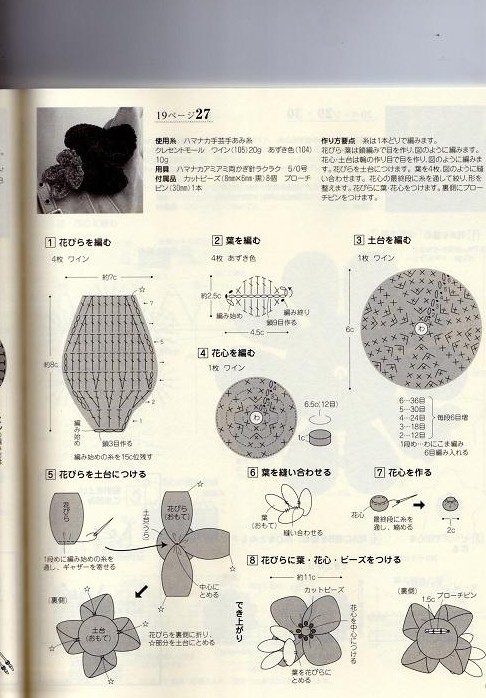 19ページ27
使用糸 ハマナカ手芸手あみ糸
クレセントモール ワイン(105)20g あずき色(104)
10g
用具 ハマナカアミアミ両かぎ針ラクラク 5/0号
付属品 カットビーズ(8mm×6mm・黒)8個 ブローチ
ピン(30mm)1本
作り方要点 糸は1本どりで編みます。
花びら・葉は鎖編みで目を作り、図のように編みます。
花心・土台は輪の作り目で目を作り、図のように編みま
す。花びらを土台につけます。葉を4枚、図のように縫
い合わせます。花心の最終段に糸を通して絞り、形を
整えます。花びらに葉・花心をつけます。裏側にブロー
チピンをつけます。
1 花びらを編む
4枚 ワイン
約7c
約8c
編み始め
鎖3目作る
編み始めの糸を15c位残す
2 葉を編む
4枚 あずき色
約2.5c
編み始め
編み終り
鎖9目作る
4.5c
3 土台を編む
1枚 ワイン
6c
わ
6…36目
5…30目
4…24目
3…18目
2…12目
毎段6目増
1段め…わにこま編み
6目編み入れる
4 花心を編む
1枚 ワイン
わ
6.5c(12目)
1c
5 花びらを土台につける
花びら
1段めに編み始めの糸を
通し、ギャザーを寄せる
土台(うら)
花びら
(おもて)
中心に
とめる
(裏側)
土台
(おもて)
花びらを裏側に折り、
☆部分を土台にとめる
6 葉を縫い合わせる
葉
(おもて)
縫い合わせる
7 花心を作る
花心
最終段に糸を
通し、縮める
2c
8 花びらに葉・花心・ビーズをつける
でき上がり
約11c
カットビーズ
花心を中心につける
葉を花びらに
とめる
(裏側)
ブローチピン
1.5c